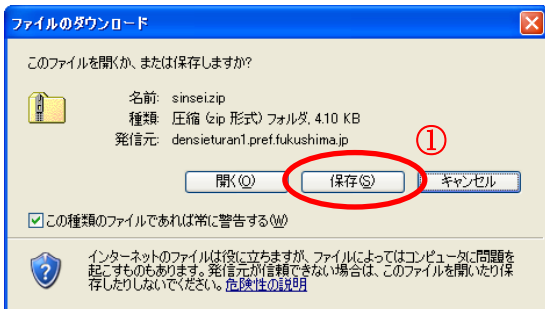 ファイルのダウンロード
このファイルを開くか、または保存しますか?
名前: sinsei.zip
種類: 圧縮 (zip 形式) フォルダ, 4.10 KB
発信元: densieturan1.pref.fukushima.jp
①
開く(O) 保存(S) キャンセル
この種類のファイルであれば常に警告する(W)
インターネットのファイルは役に立ちますが、ファイルによってはコンピュータに問題を
起こすものもあります。発信元が信頼できない場合は、このファイルを開いたり保
存したりしないでください。危険性の説明